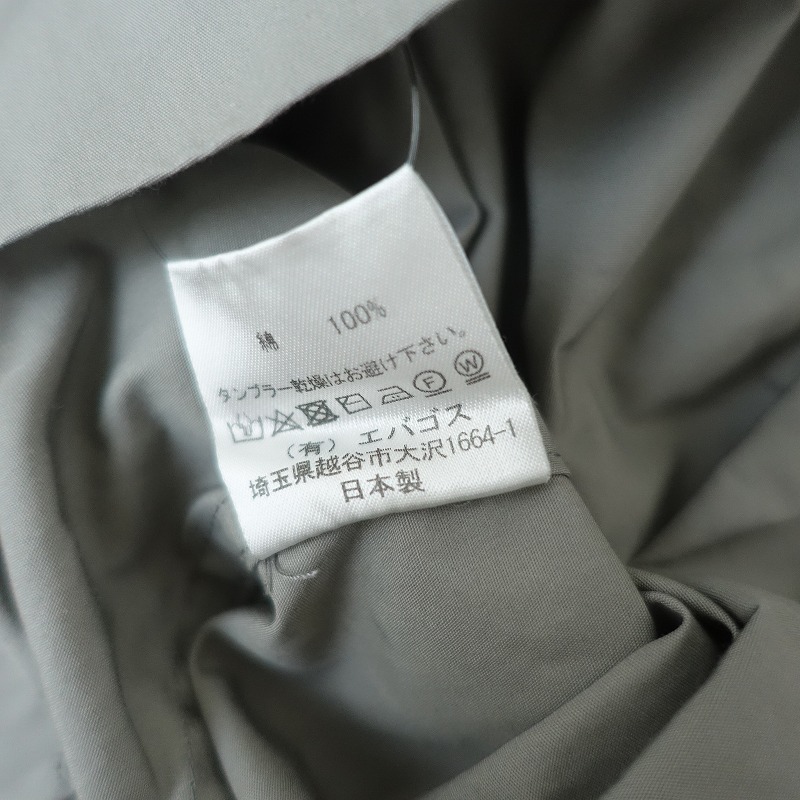 綿 100%
タンブラー乾燥はお避け下さい。
F W
(有) エバゴス
埼玉県越谷市大沢1664-1
日本製